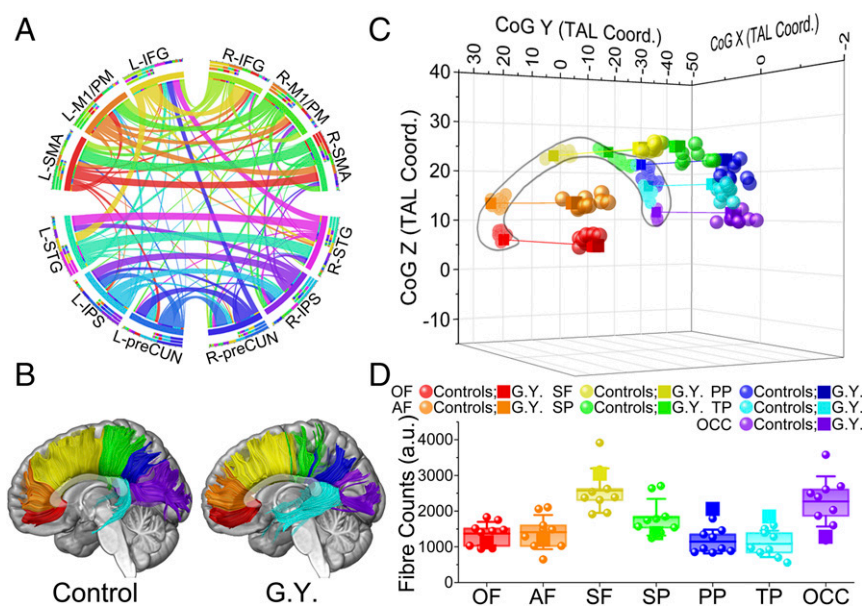 A
L-IFG
R-IFG
L-M1/PM
R-M1/PM
L-SMA
R-SMA
L-STG
R-STG
L-IPS
R-IPS
L-preCUN
R-preCUN
B
Control
G.Y.
C
CoG Y (TAL Coord.)
CoG X (TAL Coord.)
30 20 10 0 -10 -20 -30 -50
0
-2
CoG Z (TAL Coord.)
40
30
20
10
0
-10
D
OF Controls; G.Y. SF Controls; G.Y. PP Controls; G.Y.
AF Controls; G.Y. SP Controls; G.Y. TP Controls; G.Y.
OCC Controls; G.Y.
Fibre Counts (a.u.)
4000
3000
2000
1000
0
OF AF SF SP PP TP OCC